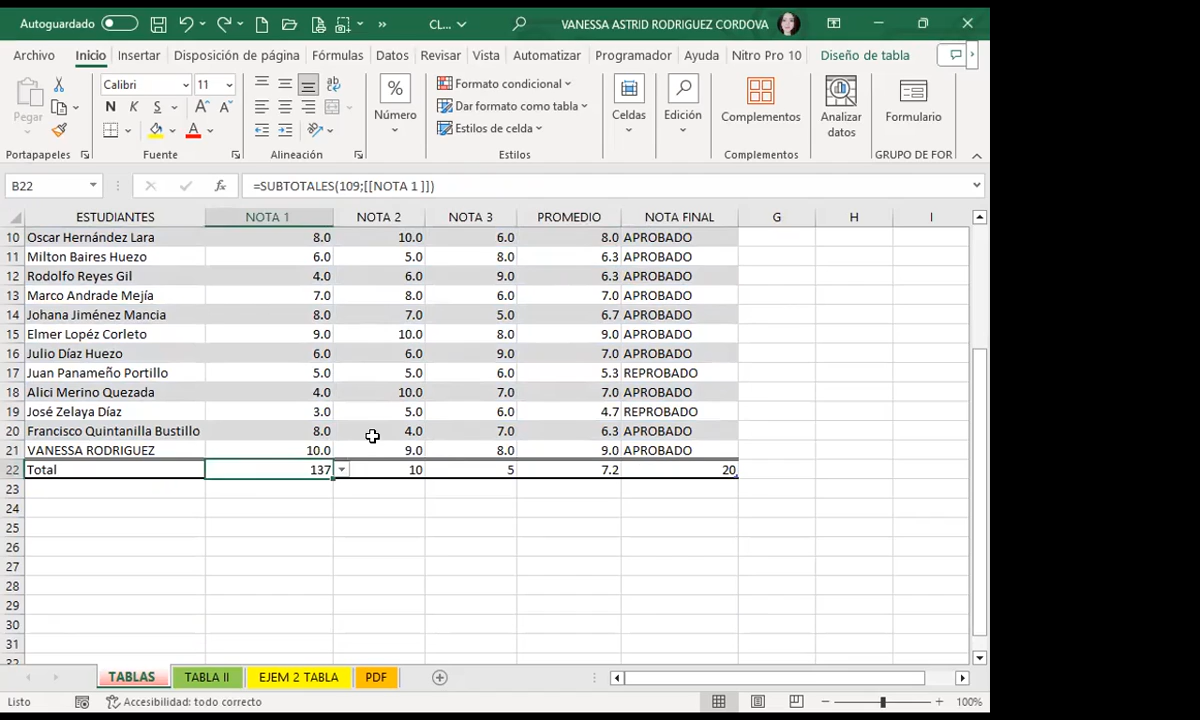 Autoguardado
CL...
VANESSA ASTRID RODRIGUEZ CORDOVA
Archivo Inicio Insertar Disposición de página Fórmulas Datos Revisar Vista Automatizar Programador Ayuda Nitro Pro 10 Diseño de tabla
Pegar
Calibri 11
N K S
Número
Formato condicional
Dar formato como tabla
Estilos de celda
Celdas
Edición
Complementos
Analizar datos
Formulario
Portapapeles Fuente Alineación Estilos Complementos GRUPO DE FOR
B22 fx =SUBTOTALES(109;[[NOTA 1 ]])
ESTUDIANTES NOTA 1 NOTA 2 NOTA 3 PROMEDIO NOTA FINAL G H I
10 Oscar Hernández Lara 8.0 10.0 6.0 8.0 APROBADO
11 Milton Baires Huezo 6.0 5.0 8.0 6.3 APROBADO
12 Rodolfo Reyes Gil 4.0 6.0 9.0 6.3 APROBADO
13 Marco Andrade Mejía 7.0 8.0 6.0 7.0 APROBADO
14 Johana Jiménez Mancia 8.0 7.0 5.0 6.7 APROBADO
15 Elmer Lopéz Corleto 9.0 10.0 8.0 9.0 APROBADO
16 Julio Díaz Huezo 6.0 6.0 9.0 7.0 APROBADO
17 Juan Panameño Portillo 5.0 5.0 6.0 5.3 REPROBADO
18 Alici Merino Quezada 4.0 10.0 7.0 7.0 APROBADO
19 José Zelaya Díaz 3.0 5.0 6.0 4.7 REPROBADO
20 Francisco Quintanilla Bustillo 8.0 4.0 7.0 6.3 APROBADO
21 VANESSA RODRIGUEZ 10.0 9.0 8.0 9.0 APROBADO
22 Total 137 10 5 7.2 20
23
24
25
26
27
28
29
30
31
32
TABLAS TABLA II EJEM 2 TABLA PDF
Listo Accesibilidad: todo correcto 100%